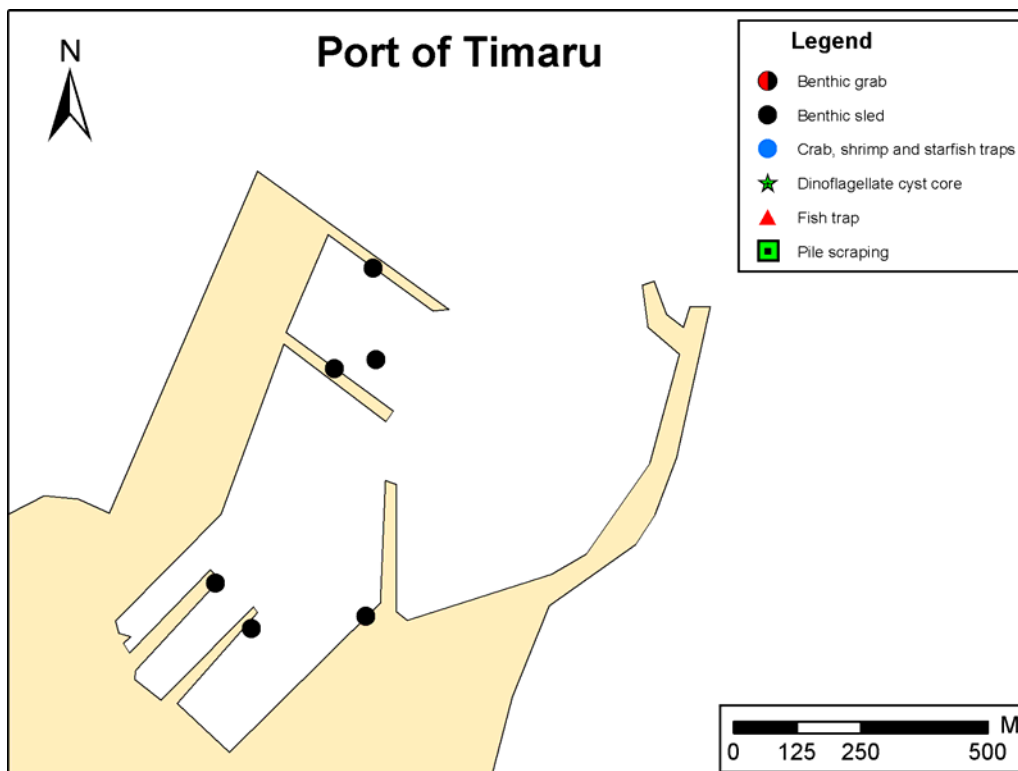 Port of Timaru
N
Legend
Benthic grab
Benthic sled
Crab, shrimp and starfish traps
Dinoflagellate cyst core
Fish trap
Pile scraping
M
0 125 250 500